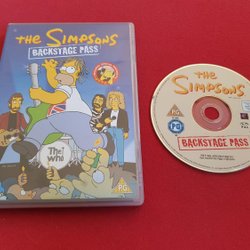 THE SIMPSONS
BACKSTAGE PASS
The
Who
PG
THE
SIMPSONS
PG
BACKSTAGE PASS